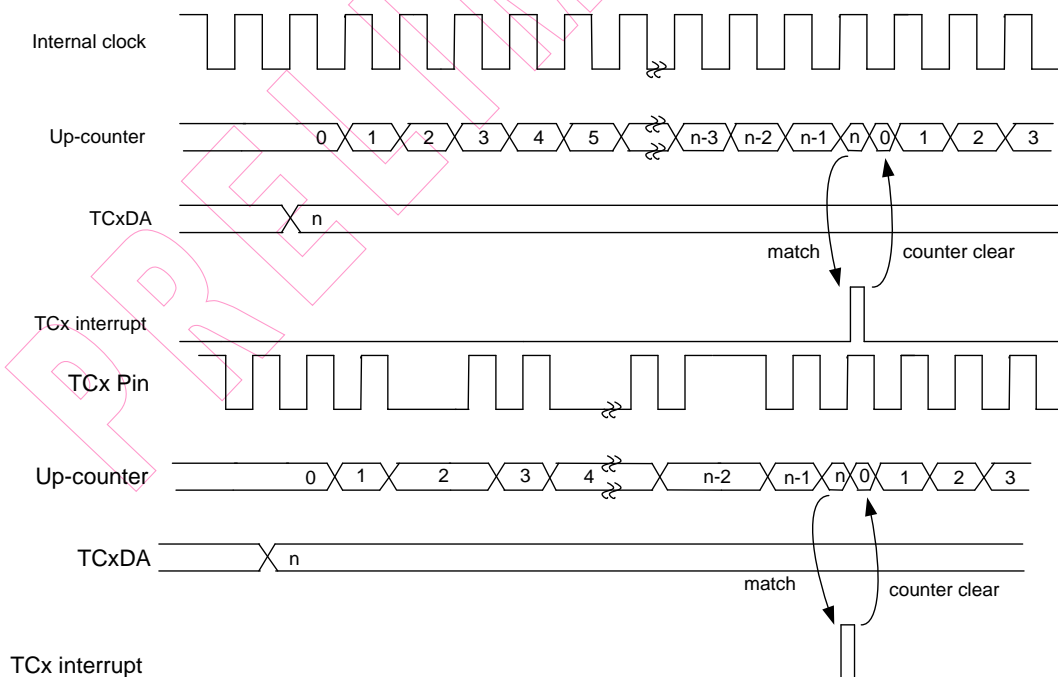 Internal clock
Up-counter 0 1 2 3 4 5 n-3 n-2 n-1 n 0 1 2 3
TCxDA n
match counter clear
TCx interrupt
TCx Pin
Up-counter 0 1 2 3 4 n-2 n-1 n 0 1 2 3
TCxDA n
match counter clear
TCx interrupt